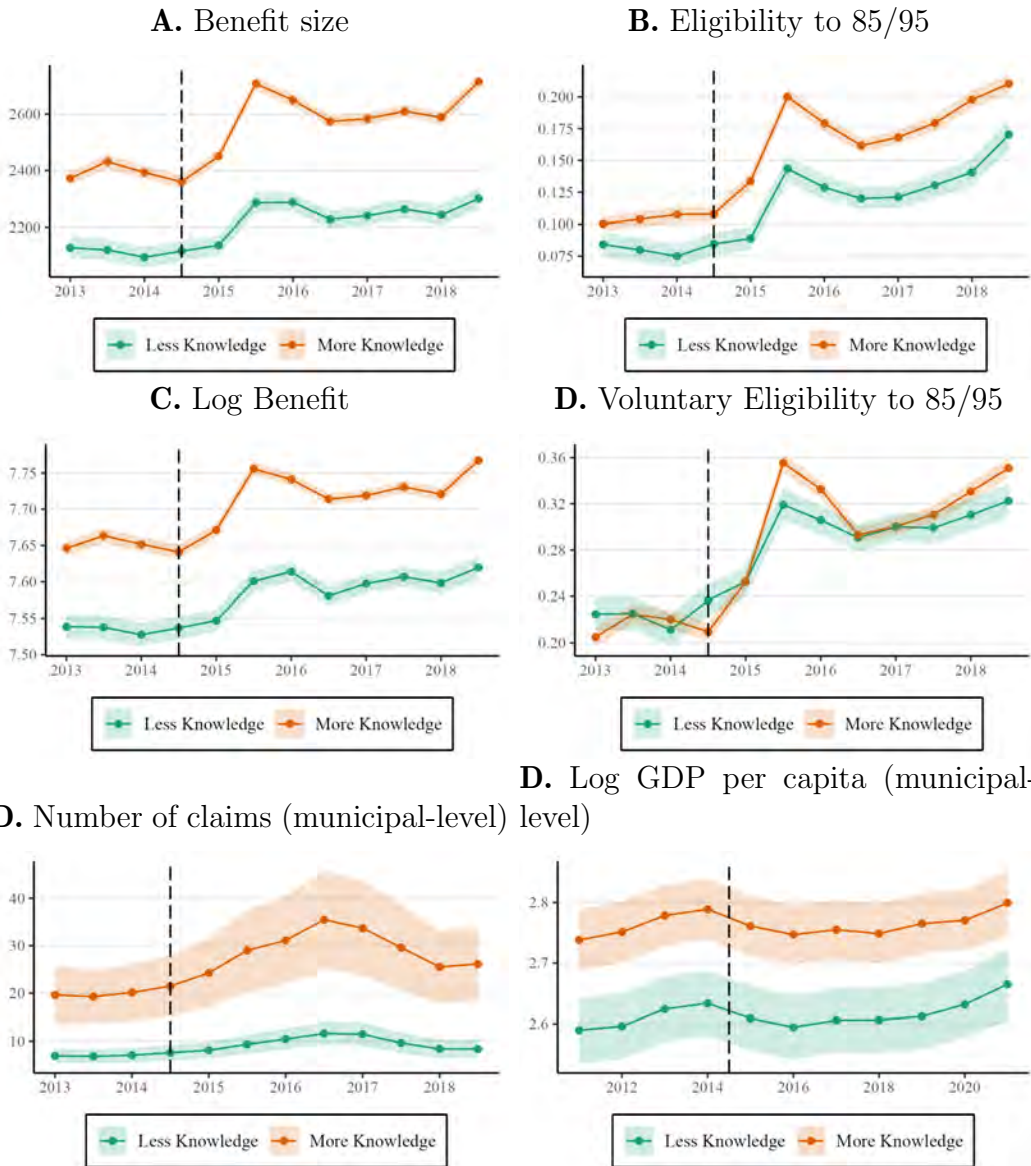 A. Benefit size
2600
2400
2200
2013 2014 2015 2016 2017 2018
Less Knowledge More Knowledge
B. Eligibility to 85/95
0.200
0.175
0.150
0.125
0.100
0.075
2013 2014 2015 2016 2017 2018
Less Knowledge More Knowledge
C. Log Benefit
7.75
7.70
7.65
7.60
7.55
7.50
2013 2014 2015 2016 2017 2018
Less Knowledge More Knowledge
D. Voluntary Eligibility to 85/95
0.36
0.32
0.28
0.24
0.20
2013 2014 2015 2016 2017 2018
Less Knowledge More Knowledge
D. Number of claims (municipal-level)
40
30
20
10
2013 2014 2015 2016 2017 2018
Less Knowledge More Knowledge
D. Log GDP per capita (municipal-
level)
2.8
2.7
2.6
2012 2014 2016 2018 2020
Less Knowledge More Knowledge